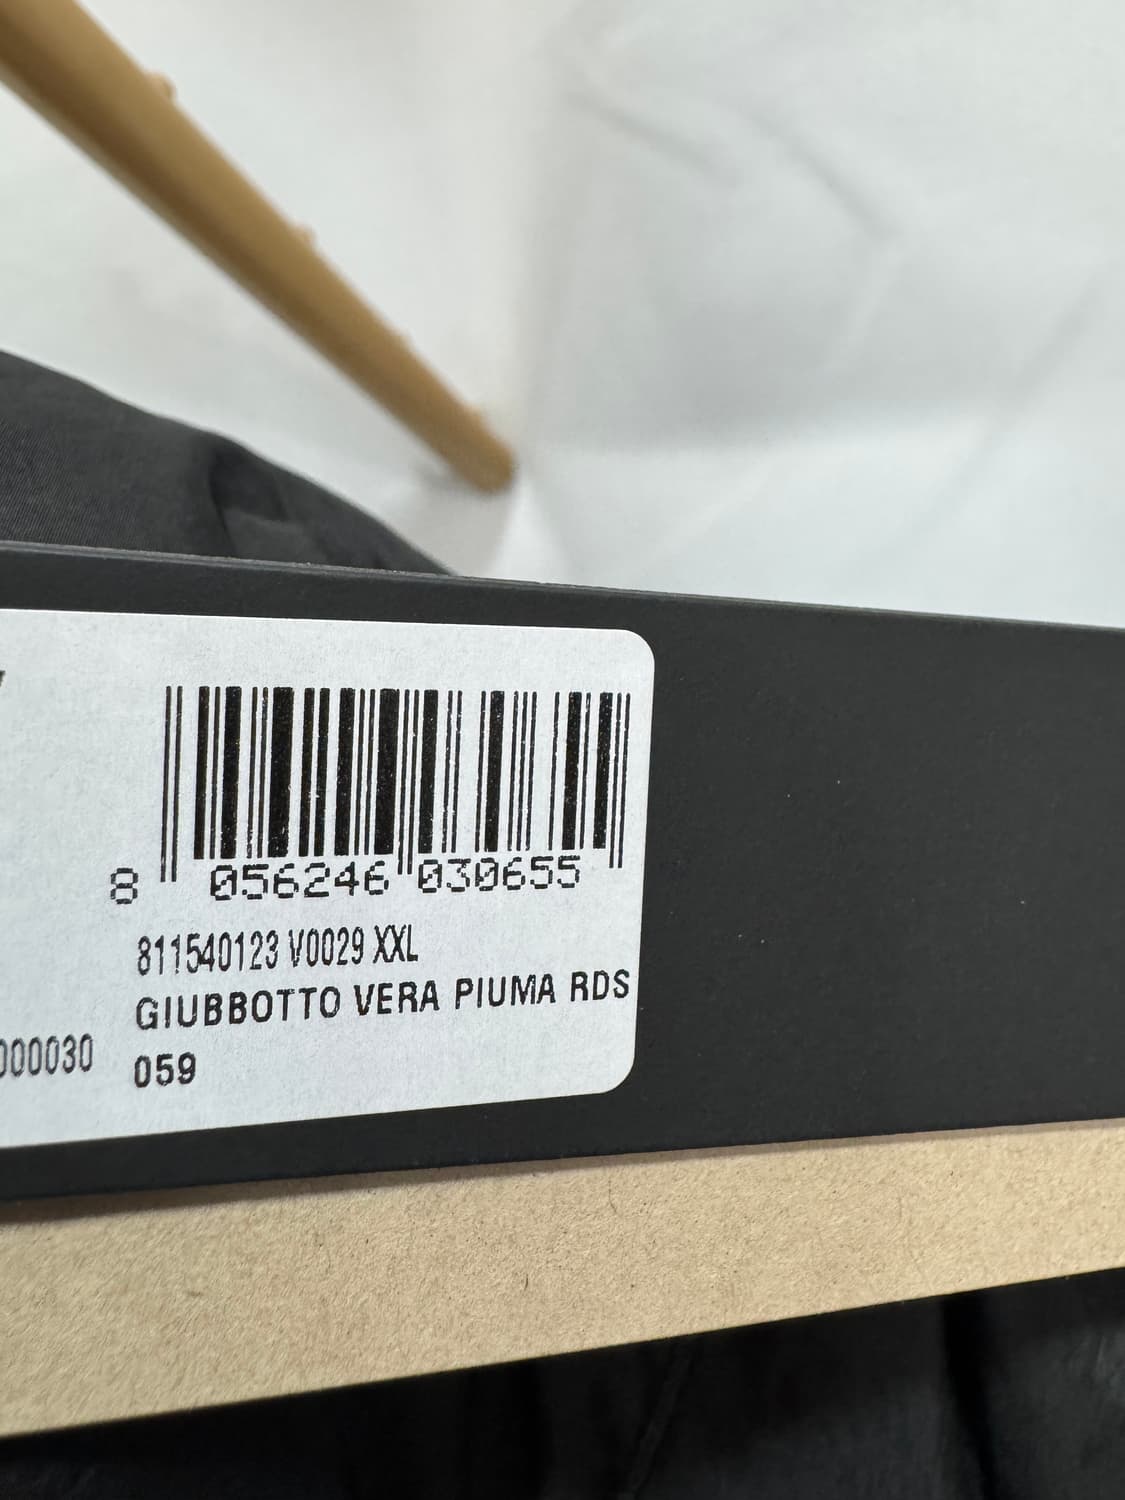 8 056246 030655
811540123 V0029 XXL
GIUBBOTTO VERA PIUMA RDS
000030 059